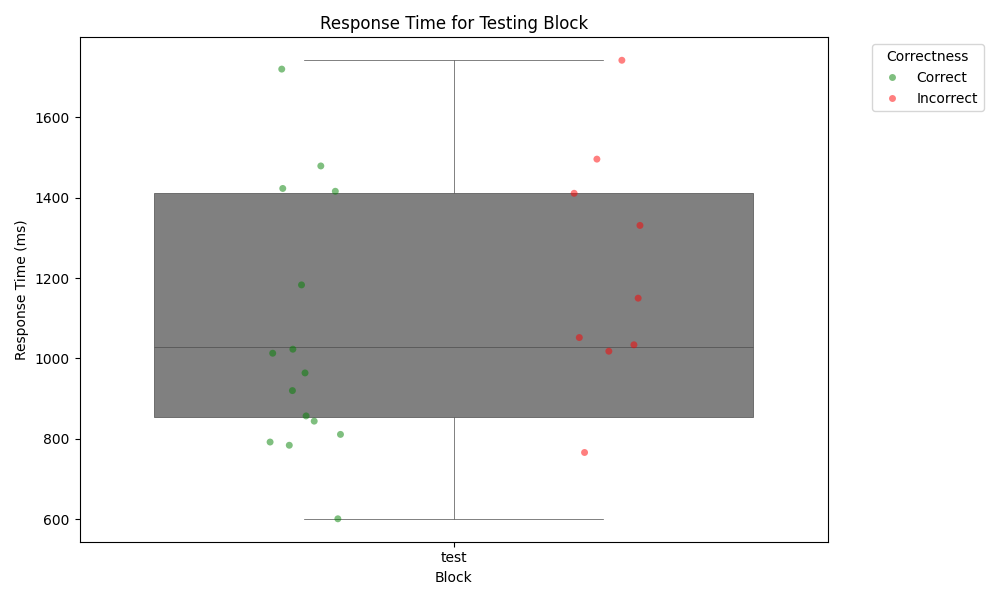 Response Time for Testing Block
Correctness
Correct
Incorrect
Response Time (ms)
1600
1400
1200
1000
800
600
test
Block